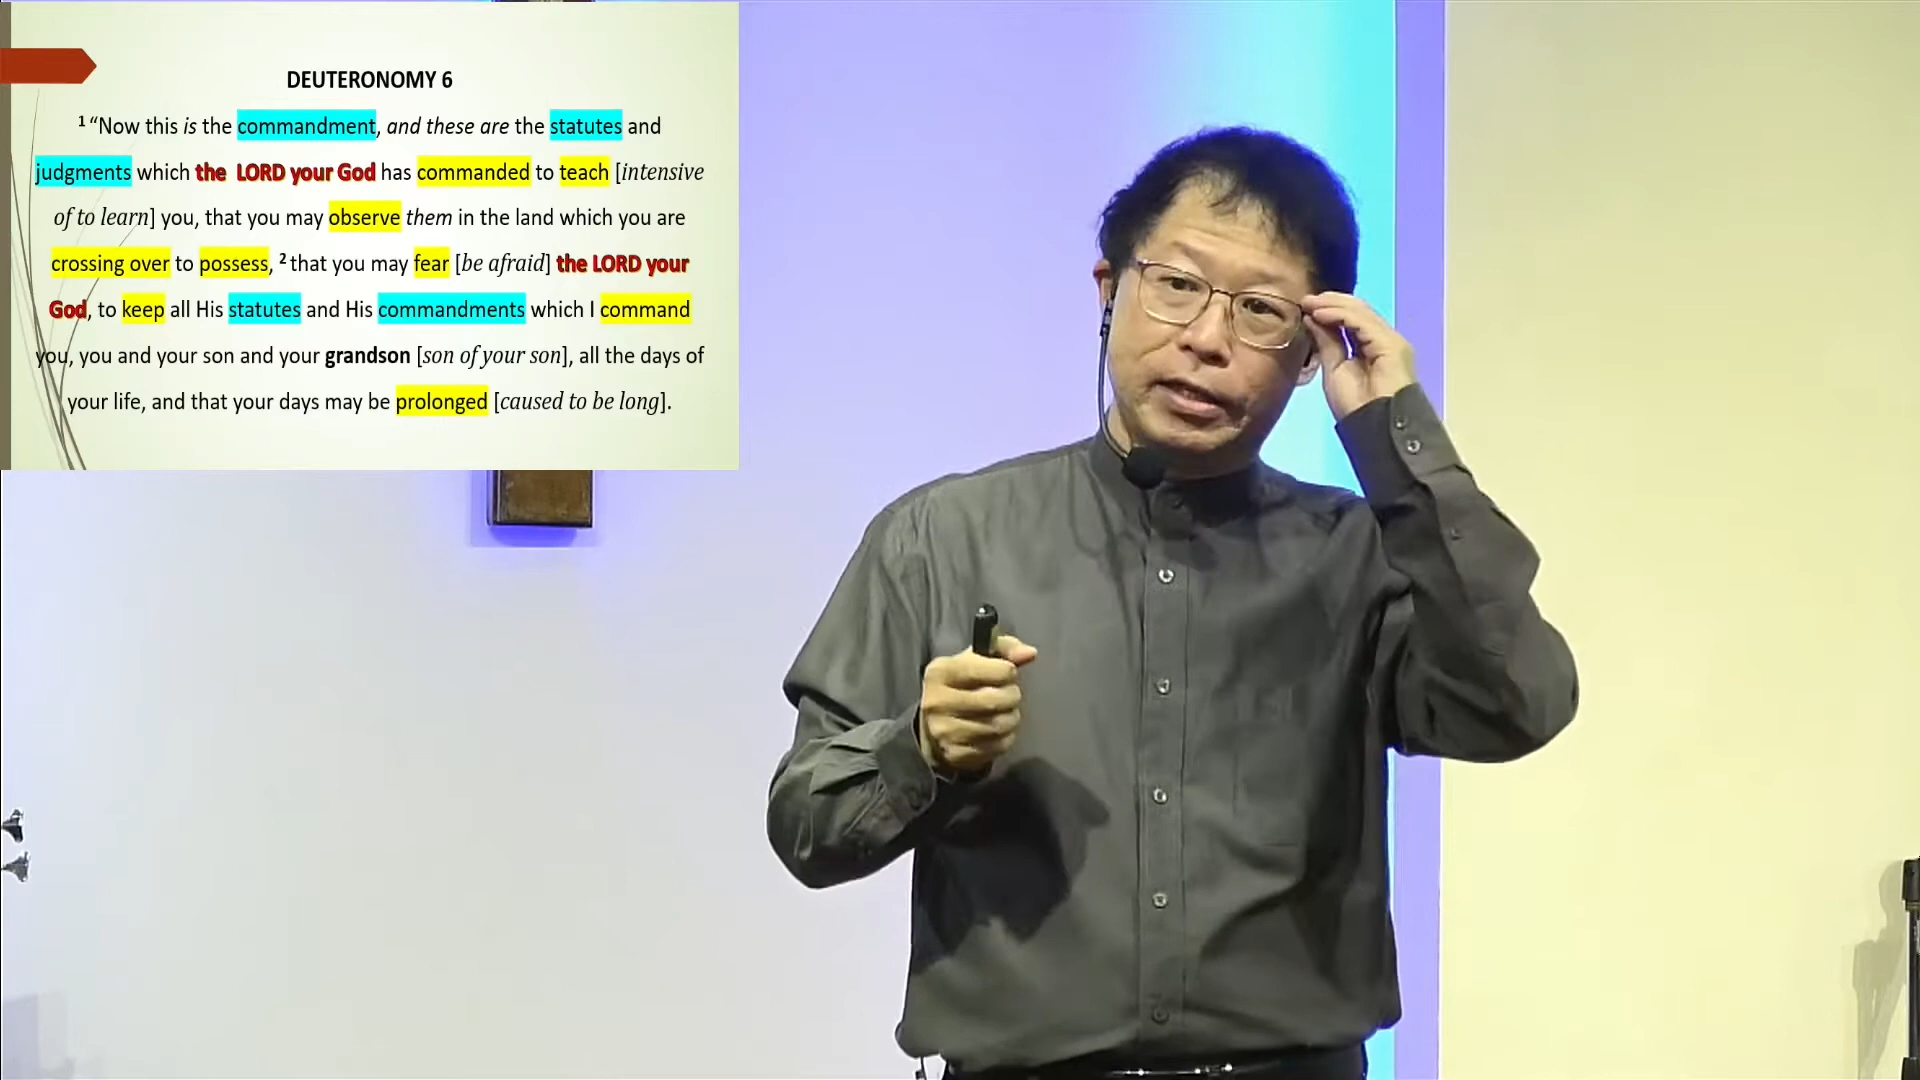 DEUTERONOMY 6
1 “Now this is the commandment, and these are the statutes and
judgments which the LORD your God has commanded to teach [intensive
of to learn] you, that you may observe them in the land which you are
crossing over to possess, 2 that you may fear [be afraid] the LORD your
God, to keep all His statutes and His commandments which I command
you, you and your son and your grandson [son of your son], all the days of
your life, and that your days may be prolonged [caused to be long].